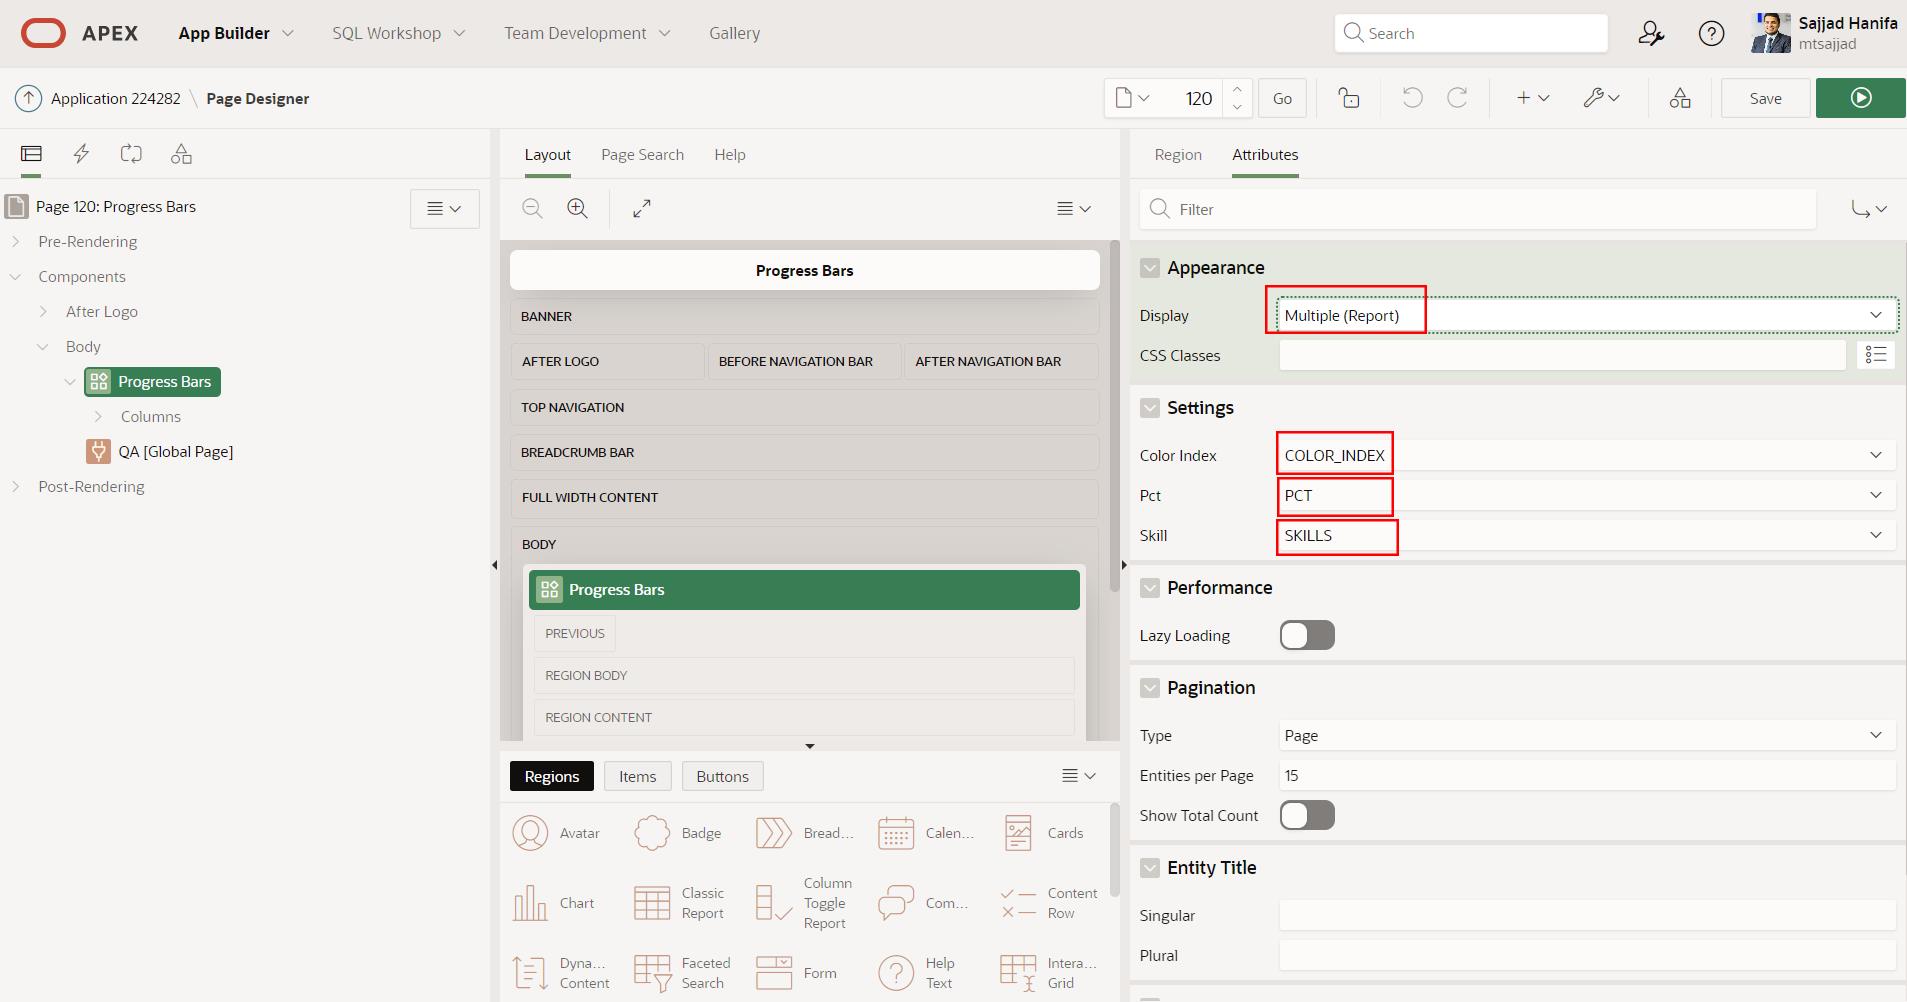 APEX
App Builder
SQL Workshop
Team Development
Gallery
Search
Sajjad Hanifa
mtsajjad
Application 224282 \ Page Designer
120
Go
Save
Page 120: Progress Bars
Pre-Rendering
Components
After Logo
Body
Progress Bars
Columns
QA [Global Page]
Post-Rendering
Layout
Page Search
Help
Progress Bars
BANNER
AFTER LOGO
BEFORE NAVIGATION BAR
AFTER NAVIGATION BAR
TOP NAVIGATION
BREADCRUMB BAR
FULL WIDTH CONTENT
BODY
Progress Bars
PREVIOUS
REGION BODY
REGION CONTENT
Regions
Items
Buttons
Avatar
Badge
Bread...
Calen...
Cards
Chart
Classic
Report
Column
Toggle
Report
Com...
Content
Row
Dyna...
Content
Faceted
Search
Form
Help
Text
Intera...
Grid
Region
Attributes
Filter
Appearance
Display
Multiple (Report)
CSS Classes
Settings
Color Index
COLOR_INDEX
Pct
PCT
Skill
SKILLS
Performance
Lazy Loading
Pagination
Type
Page
Entities per Page
15
Show Total Count
Entity Title
Singular
Plural